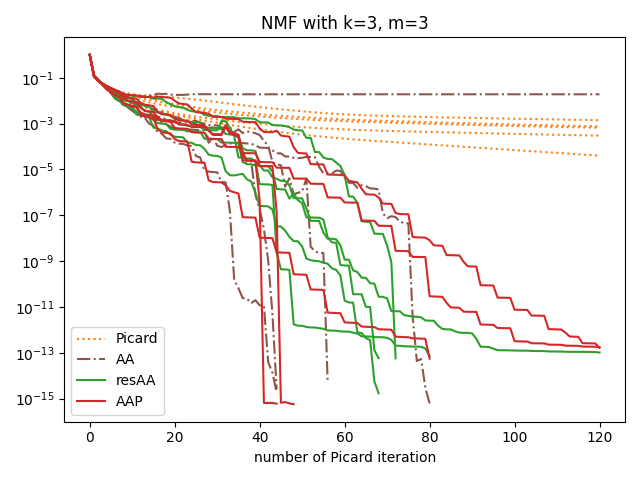 NMF with k=3, m=3
10⁻¹
10⁻³
10⁻⁵
10⁻⁷
10⁻⁹
10⁻¹¹
10⁻¹³
10⁻¹⁵
Picard
AA
resAA
AAP
0 20 40 60 80 100 120
number of Picard iteration